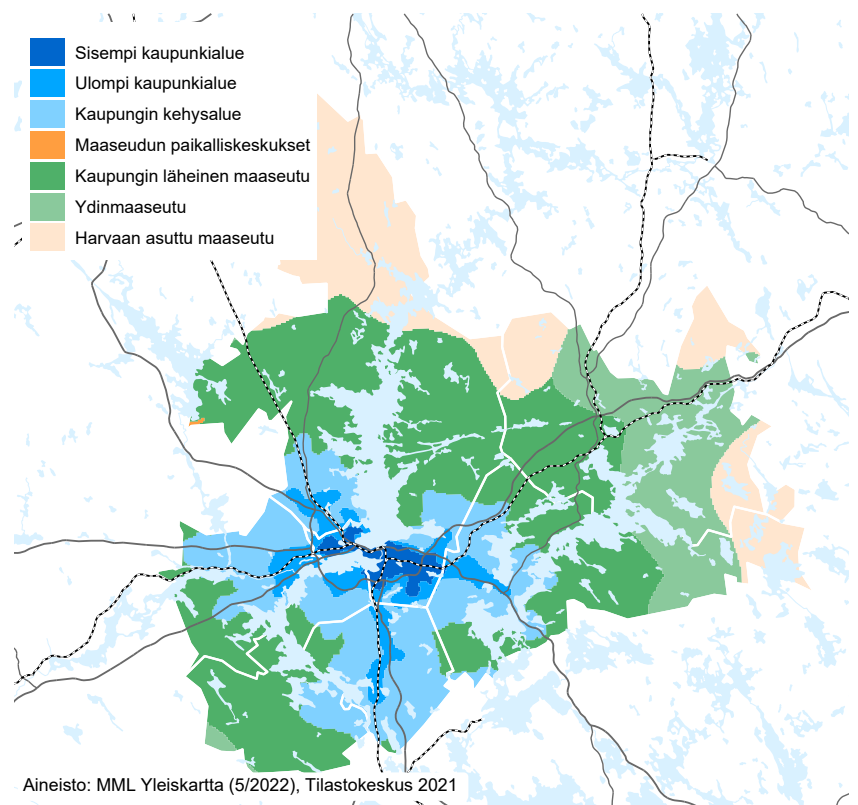 Sisempi kaupunkialue
Ulompi kaupunkialue
Kaupungin kehysalue
Maaseudun paikalliskeskukset
Kaupungin läheinen maaseutu
Ydinmaaseutu
Harvaan asuttu maaseutu
Aineisto: MML Yleiskartta (5/2022), Tilastokeskus 2021